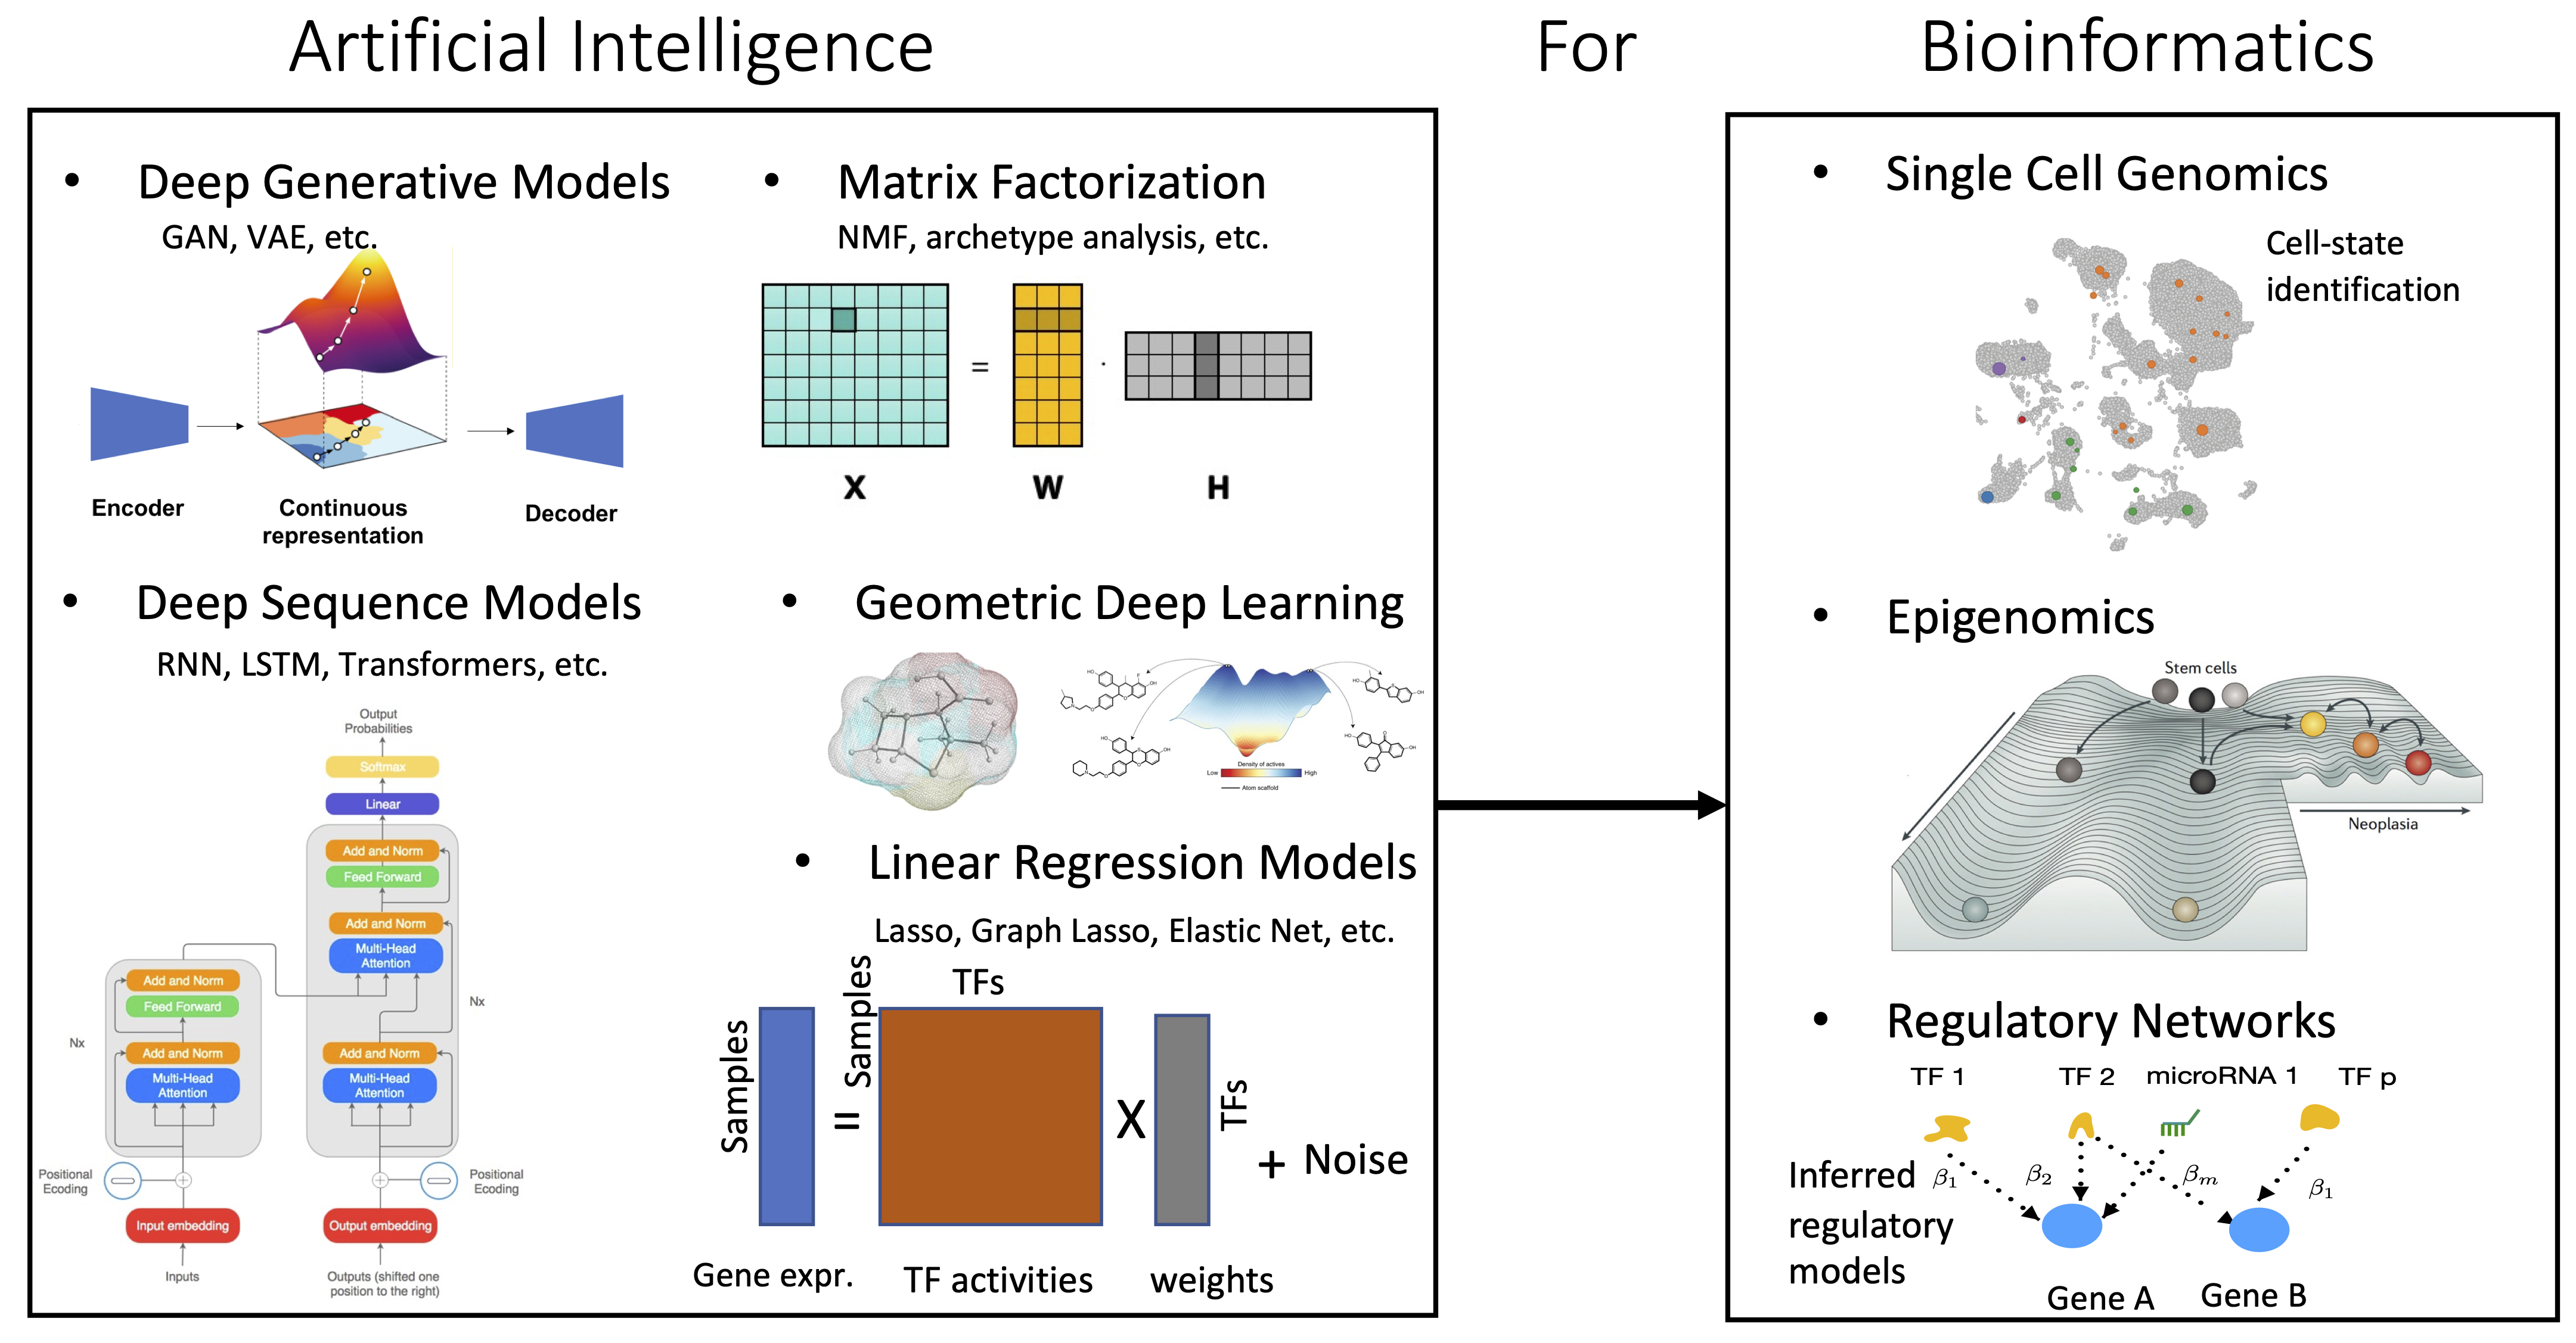 Artificial Intelligence
For
Bioinformatics
• Deep Generative Models
GAN, VAE, etc.
Encoder
Continuous
representation
Decoder
• Matrix Factorization
NMF, archetype analysis, etc.
=
·
X
W
H
• Deep Sequence Models
RNN, LSTM, Transformers, etc.
Output
Probabilities
Softmax
Linear
Add and Norm
Feed Forward
Add and Norm
Multi-Head
Attention
Nx
Add and Norm
Multi-Head
Attention
Add and Norm
Feed Forward
Nx
Add and Norm
Multi-Head
Attention
Positional
Ecoding
Positional
Ecoding
Input embedding
Output embedding
Inputs
Outputs (shifted one
position to the right)
• Geometric Deep Learning
Density of actives
Low
High
Atom scaffold
• Linear Regression Models
Lasso, Graph Lasso, Elastic Net, etc.
Samples
=
Samples
TFs
X
TFs
+ Noise
Gene expr.
TF activities
weights
• Single Cell Genomics
Cell-state
identification
• Epigenomics
Stem cells
Neoplasia
• Regulatory Networks
TF 1
TF 2
microRNA 1
TF p
β1
β2
βm
β1
Inferred
regulatory
models
Gene A
Gene B